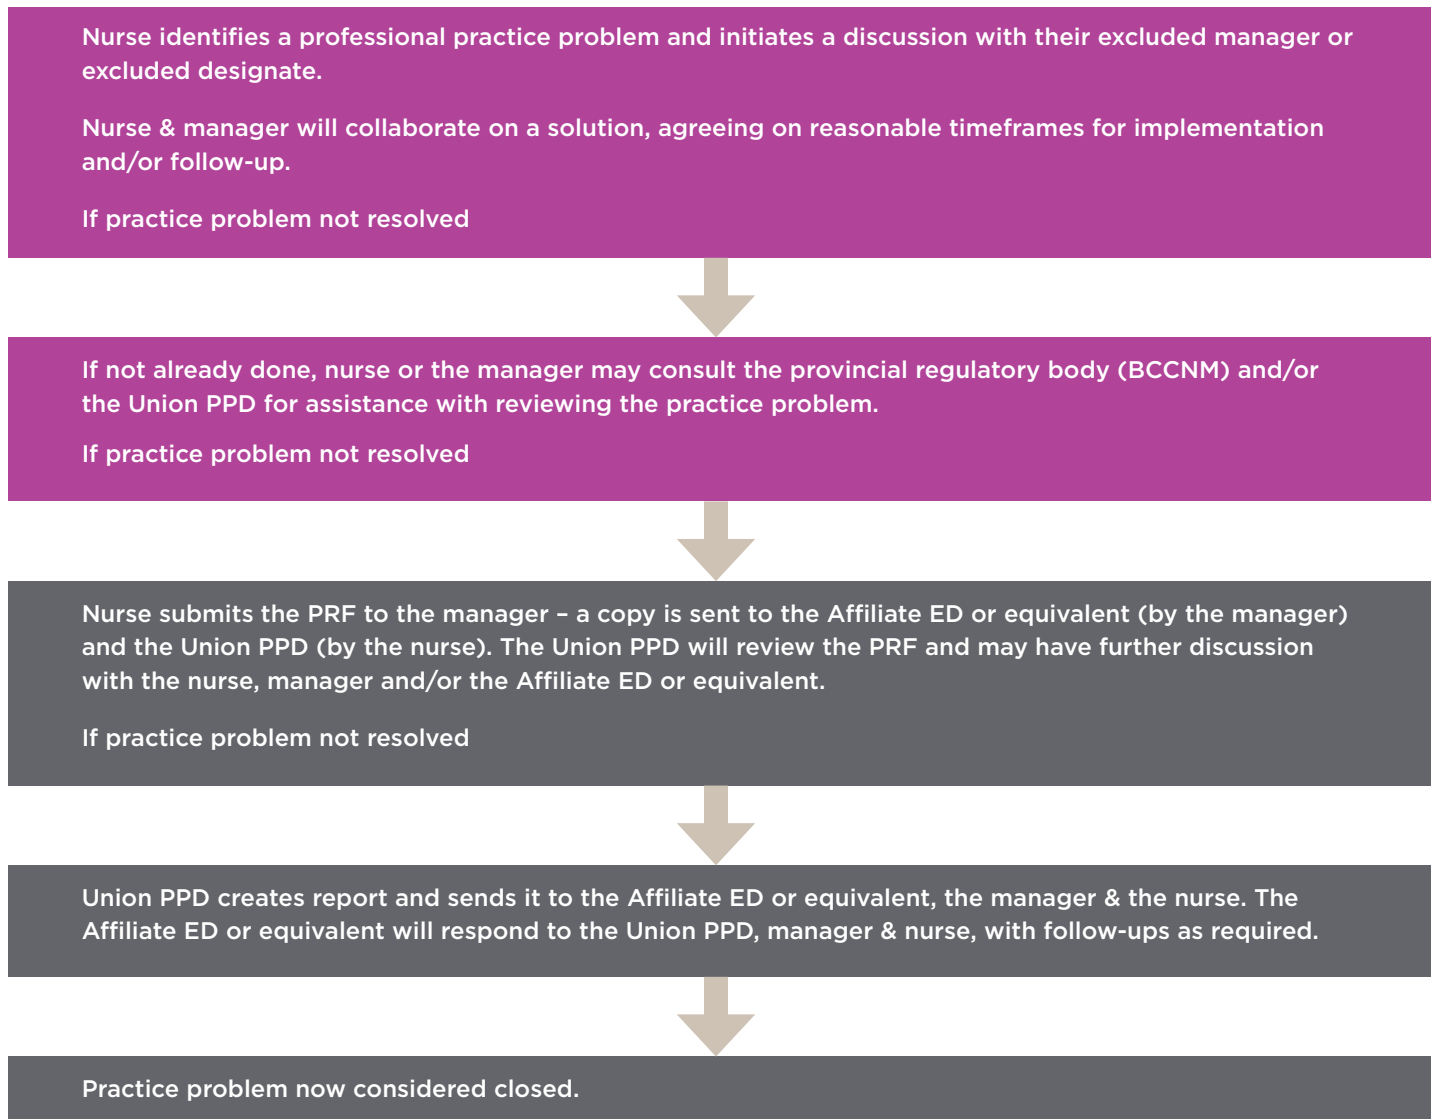 Nurse identifies a professional practice problem and initiates a discussion with their excluded manager or
excluded designate.
Nurse & manager will collaborate on a solution, agreeing on reasonable timeframes for implementation
and/or follow-up.
If practice problem not resolved
If not already done, nurse or the manager may consult the provincial regulatory body (BCCNM) and/or
the Union PPD for assistance with reviewing the practice problem.
If practice problem not resolved
Nurse submits the PRF to the manager – a copy is sent to the Affiliate ED or equivalent (by the manager)
and the Union PPD (by the nurse). The Union PPD will review the PRF and may have further discussion
with the nurse, manager and/or the Affiliate ED or equivalent.
If practice problem not resolved
Union PPD creates report and sends it to the Affiliate ED or equivalent, the manager & the nurse. The
Affiliate ED or equivalent will respond to the Union PPD, manager & nurse, with follow-ups as required.
Practice problem now considered closed.